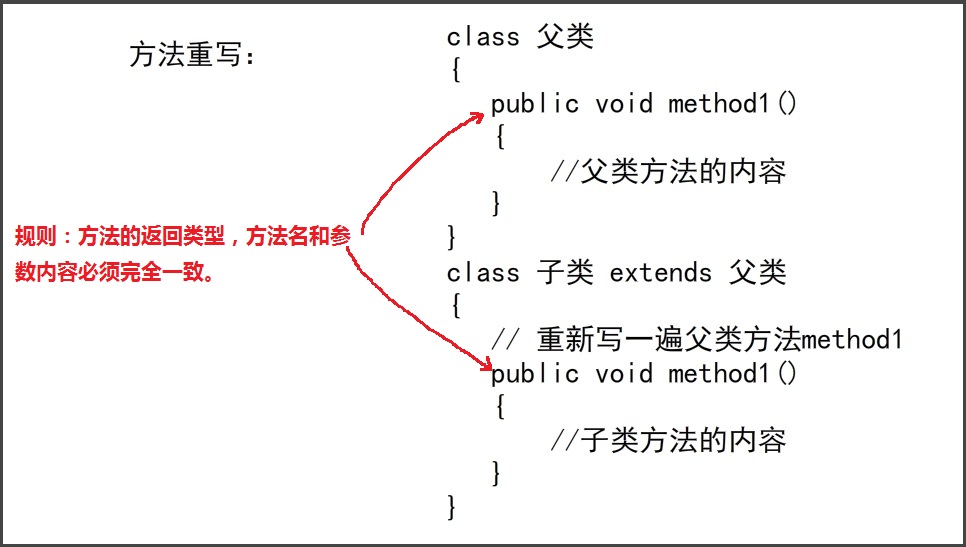 方法重写：
class 父类
{
public void method1()
{
//父类方法的内容
}
}
规则：方法的返回类型，方法名和参
数内容必须完全一致。
class 子类 extends 父类
{
// 重新写一遍父类方法method1
public void method1()
{
//子类方法的内容
}
}